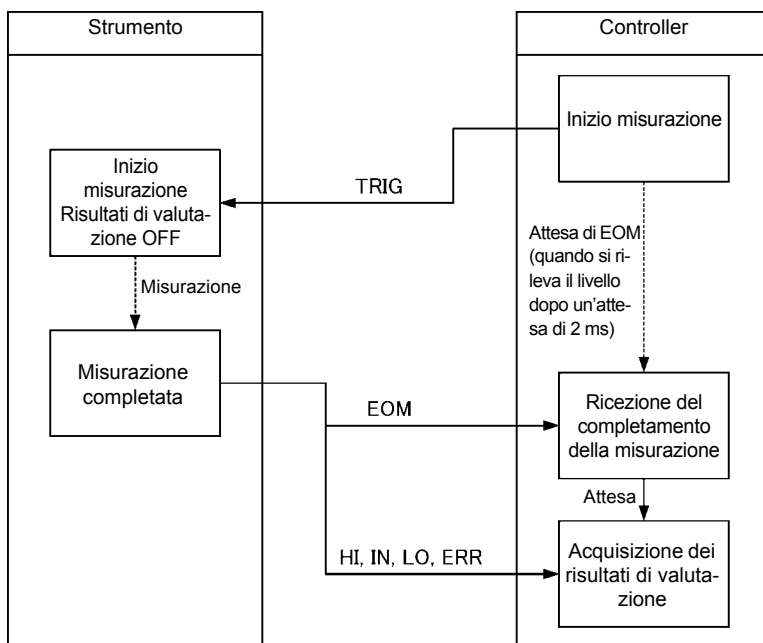 Strumento
Controller
Inizio misurazione
Inizio
misurazione
Risultati di valuta-
zione OFF
TRIG
Attesa di EOM
(quando si ri-
leva il livello
dopo un'atte-
sa di 2 ms)
Misurazione
Misurazione
completata
EOM
Ricezione del
completamento
della misurazione
Attesa
HI, IN, LO, ERR
Acquisizione dei
risultati di valuta-
zione